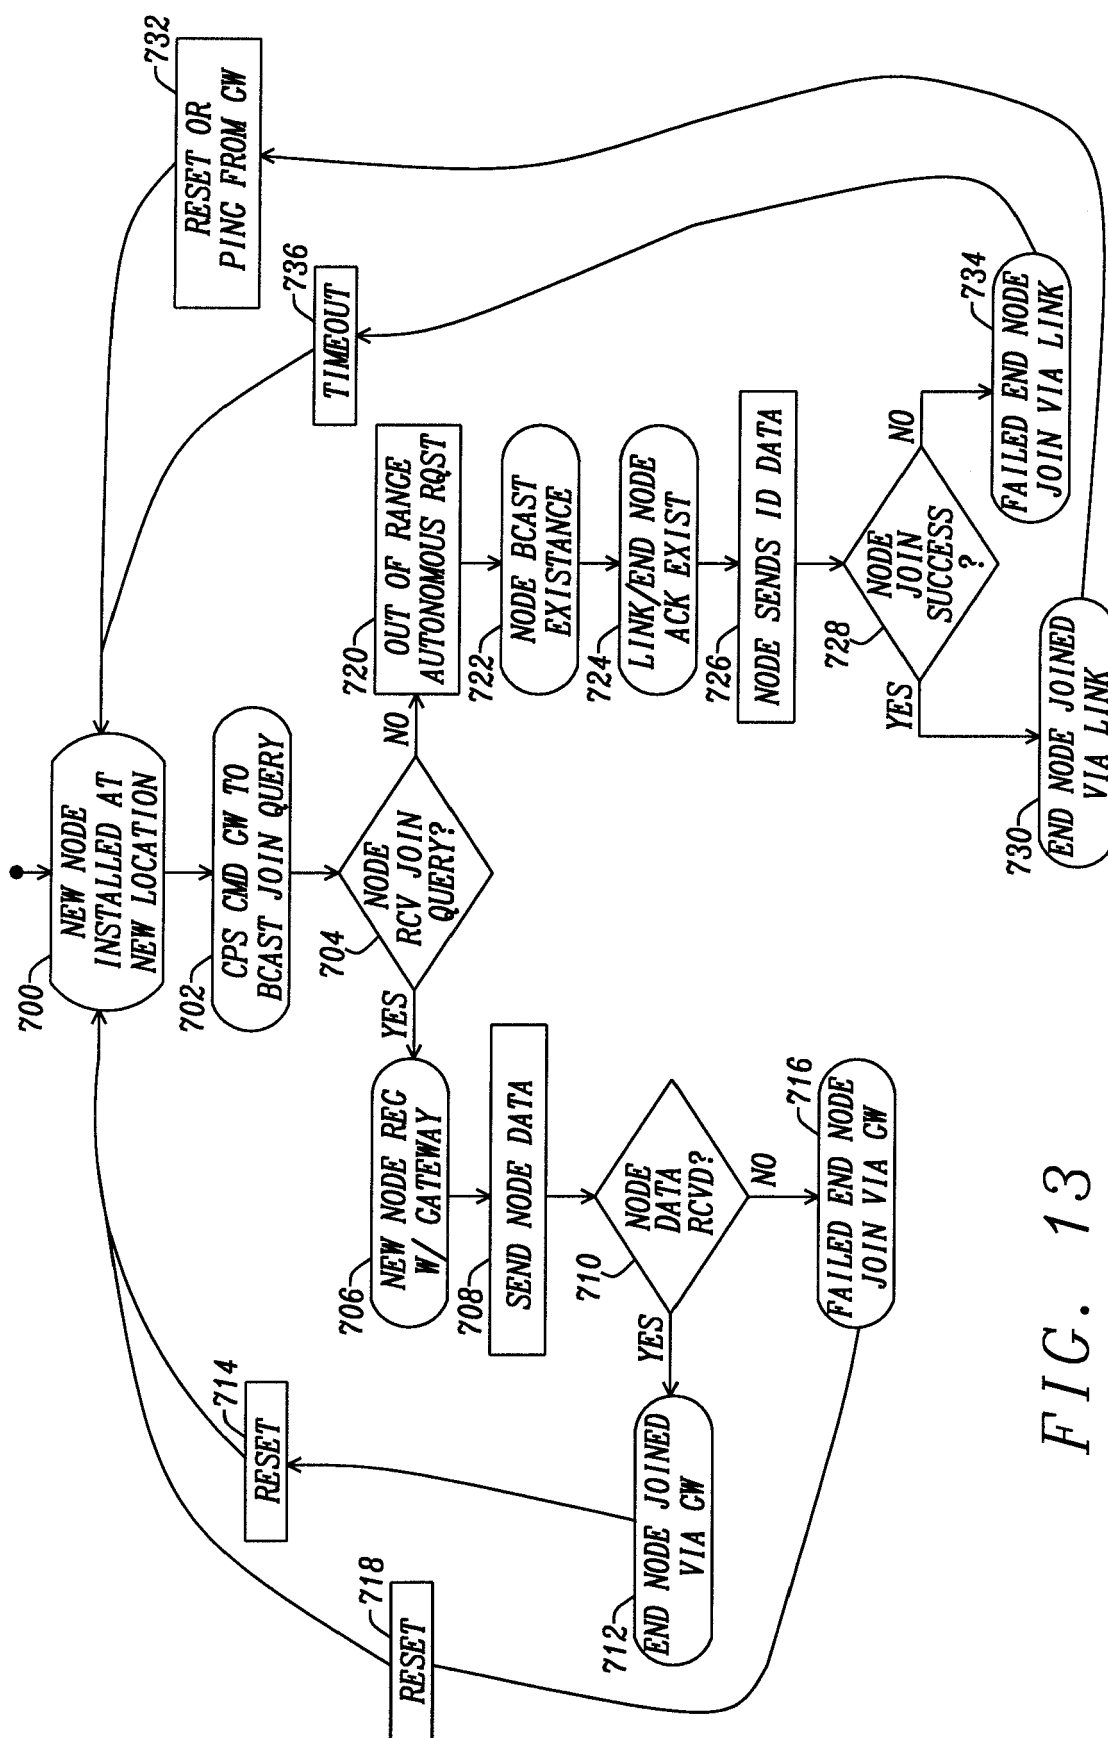 700
NEW NODE
INSTALLED AT
NEW LOCATION
702
CPS CMD GW TO
BCAST JOIN QUERY
704
NODE
RCV JOIN
QUERY?
YES
NO
706
NEW NODE REG
W/ GATEWAY
708
SEND NODE DATA
710
NODE
DATA
RCVD?
YES
NO
712
END NODE JOINED
VIA GW
714
RESET
716
FAILED END NODE
JOIN VIA GW
718
RESET
720
OUT OF RANGE
AUTONOMOUS RQST
722
NODE BCAST
EXISTANCE
724
LINK/END NODE
ACK EXIST
726
NODE SENDS ID DATA
728
NODE
JOIN
SUCCESS
?
YES
NO
730
END NODE JOINED
VIA LINK
732
RESET OR
PING FROM GW
734
FAILED END NODE
JOIN VIA LINK
736
TIMEOUT
FIG. 13